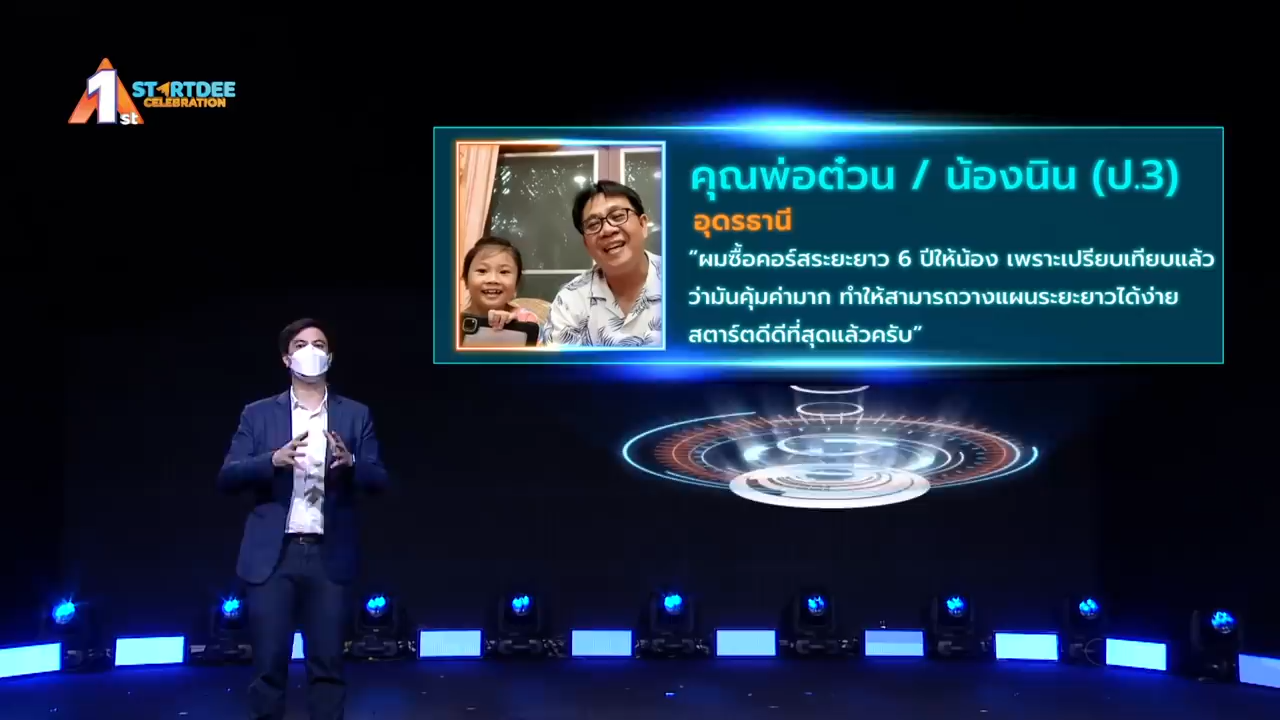 1st
STARTDEE
CELEBRATION
คุณพ่อต๋วน / น้องนิน (ป.3)
อุดรธานี
“ผมซื้อคอร์สระยะยาว 6 ปีให้น้อง เพราะเปรียบเทียบแล้ว
ว่ามันคุ้มค่ามาก ทำให้สามารถวางแผนระยะยาวได้ง่าย
สตาร์ตดีดีที่สุดแล้วครับ”